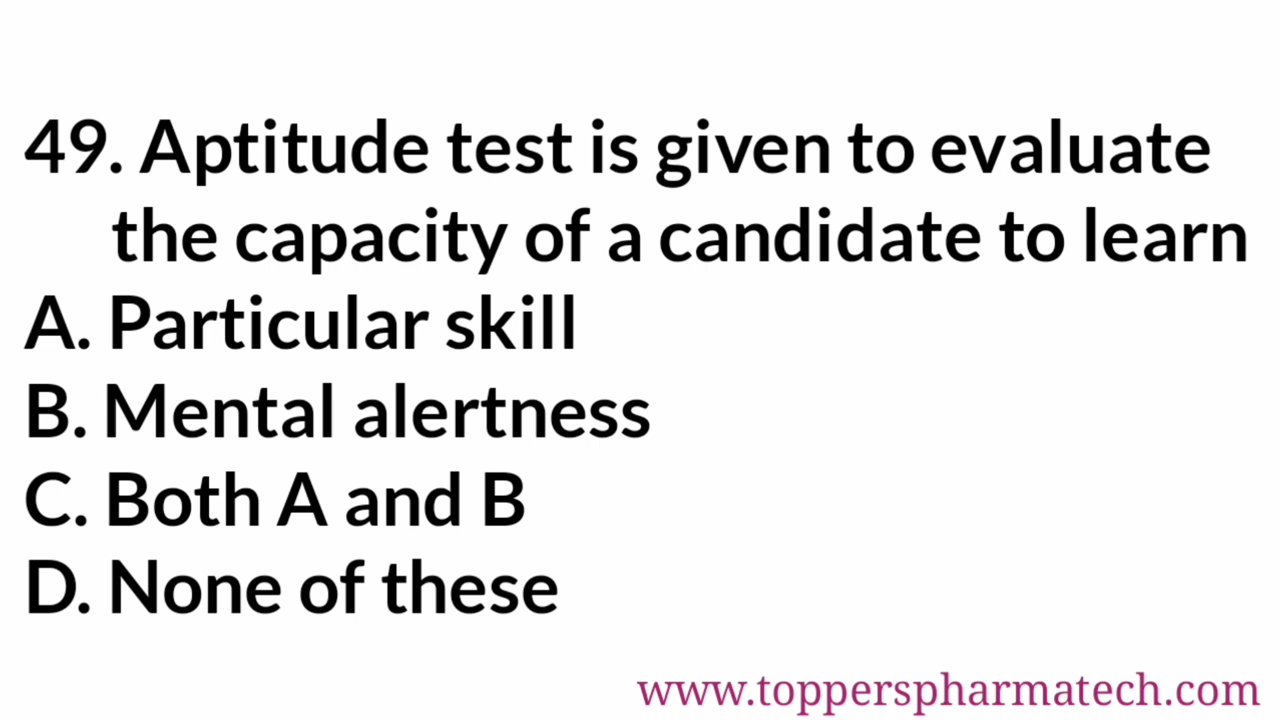 49. Aptitude test is given to evaluate
the capacity of a candidate to learn
A. Particular skill
B. Mental alertness
C. Both A and B
D. None of these
www.topperspharmatech.com